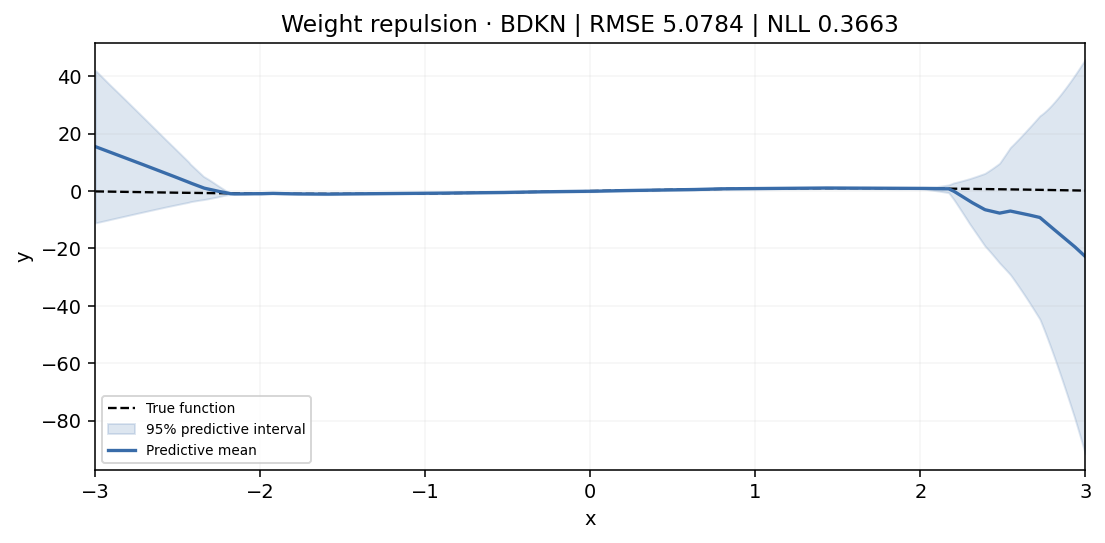 Weight repulsion · BDKN | RMSE 5.0784 | NLL 0.3663
40
20
0
−20
−40
−60
−80
y
True function
95% predictive interval
Predictive mean
−3
−2
−1
0
1
2
3
x